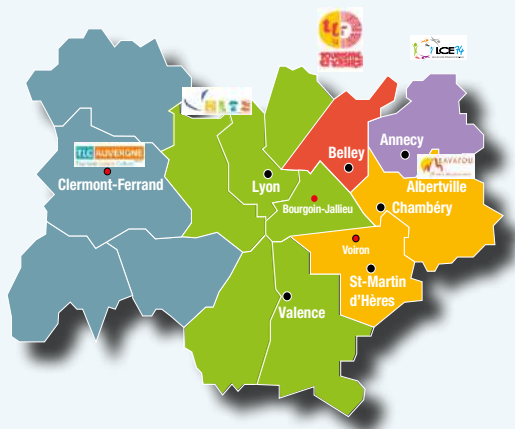 LCE74
Belley
Annecy
TLC AUVERGNE
Clermont-Ferrand
Lyon
Albertville
Bourgoin-Jallieu
Chambéry
Voiron
St-Martin
d'Hères
Valence